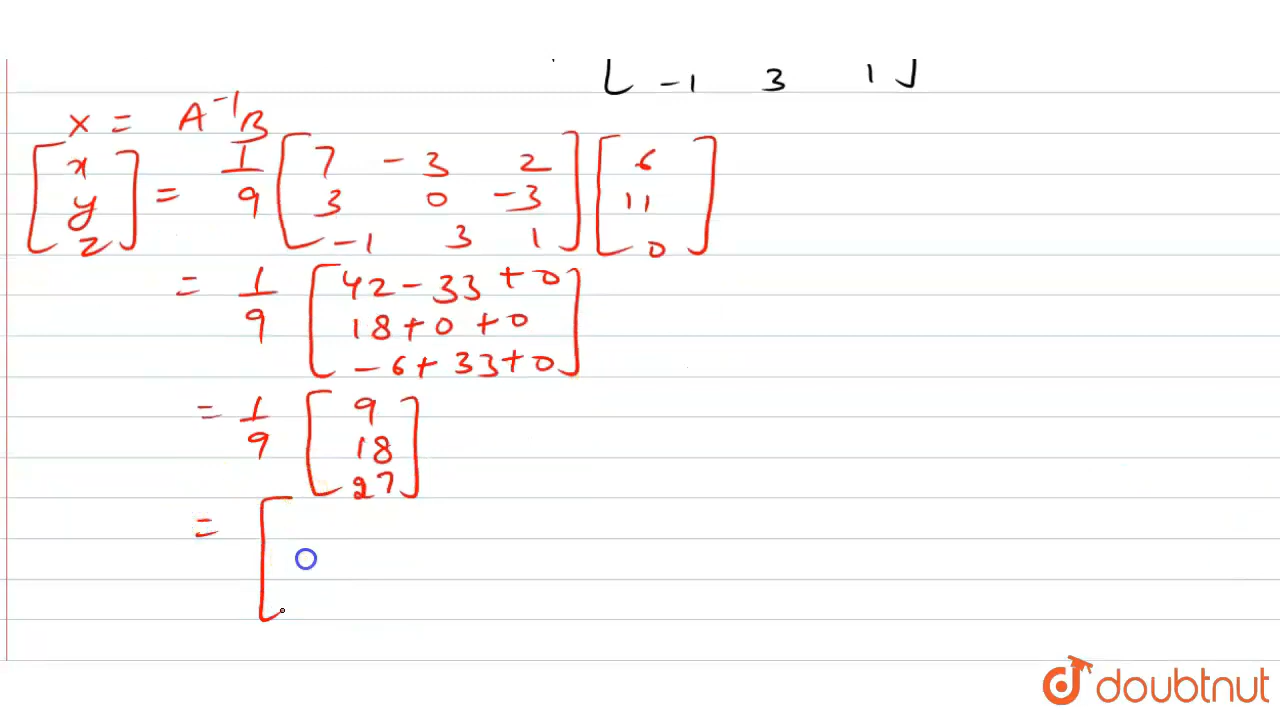 -1 3 1
x = A⁻¹B
[x y z] = 1/9 [7 -3 2
3 0 -3
-1 3 1] [6 11 0]
= 1/9 [42 - 33 + 0
18 + 0 + 0
-6 + 33 + 0]
= 1/9 [9
18
27]
= [
doubtnut